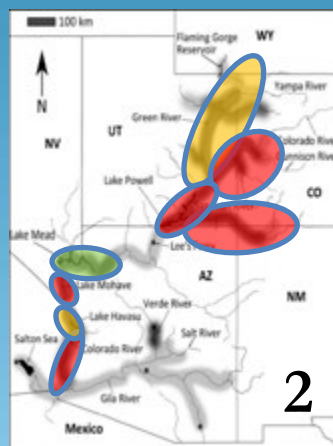 100 km
WY
Flaming Gorge
Reservoir
Yampa River
N
Green River
NV
UT
Colorado River
Gunnison River
Lake Powell
CO
Lake Mead
Lee's
AZ
Lake Mohave
NM
Verde River
Lake Havasu
Salt River
Salton Sea
Colorado River
Gila River
Mexico
2